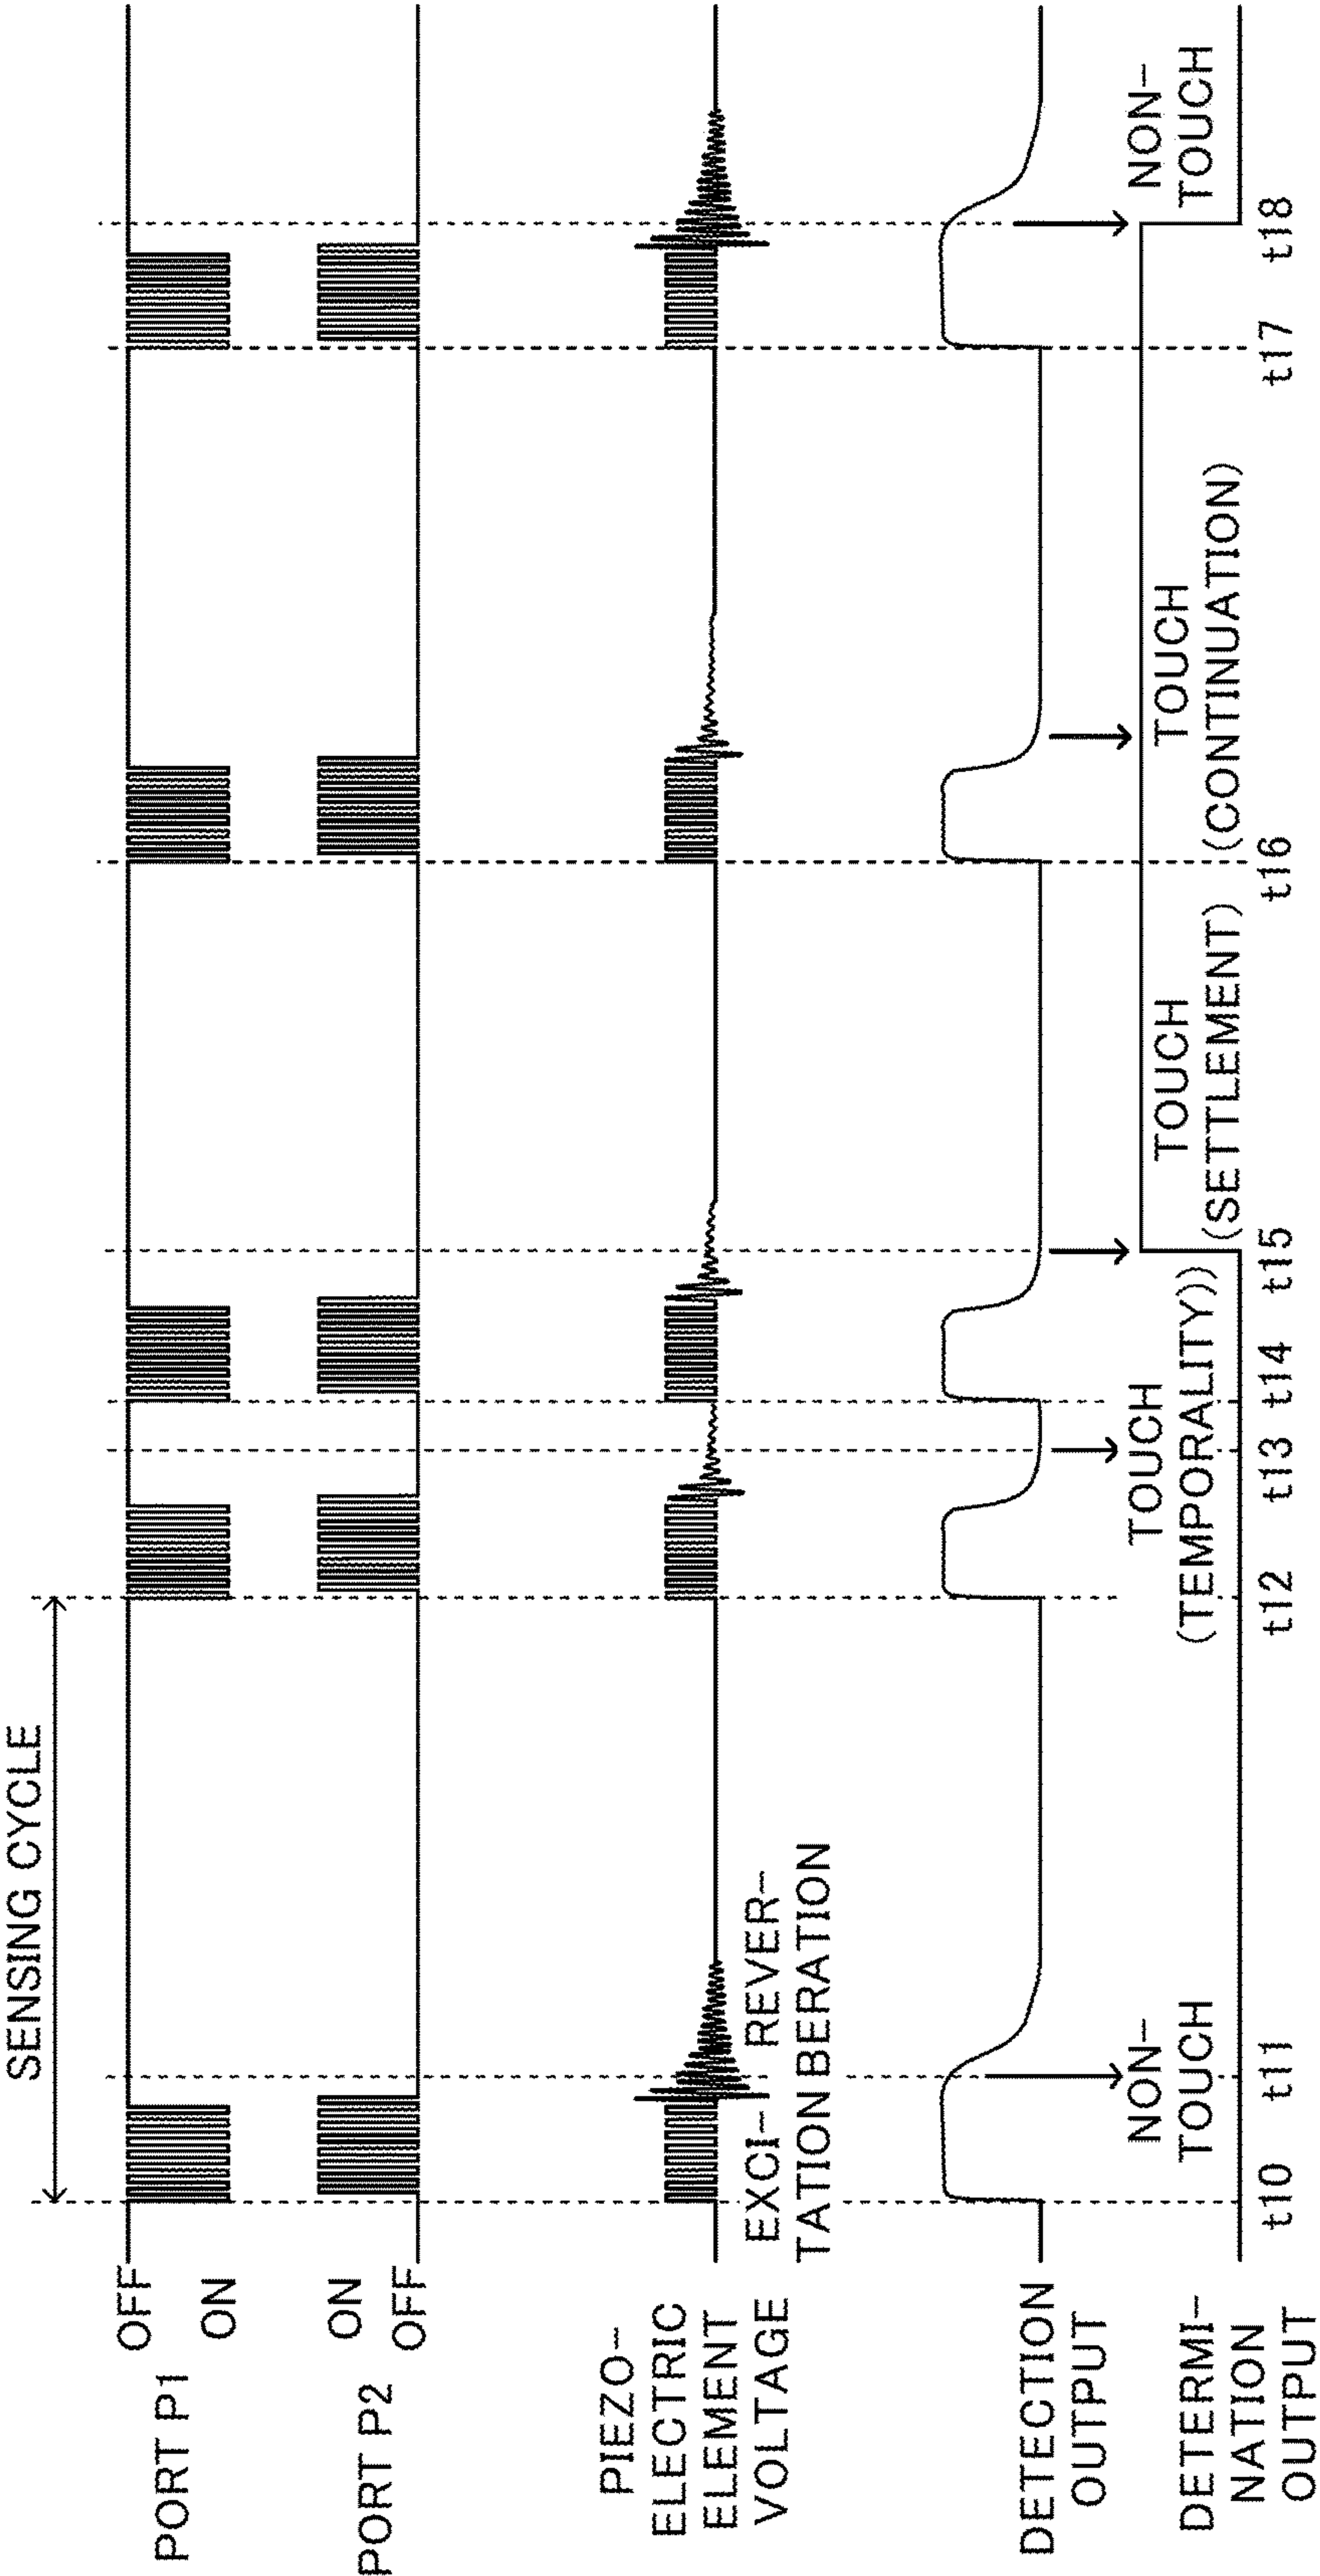 SENSING CYCLE
PORT P1
OFF
ON
PORT P2
ON
OFF
PIEZO-
ELECTRIC
ELEMENT
VOLTAGE
EXCI- REVER-
TATION BERATION
DETECTION
OUTPUT
DETERMI-
NATION
OUTPUT
NON-
TOUCH
TOUCH
(TEMPORALITY))
TOUCH
(SETTLEMENT)
TOUCH
(CONTINUATION)
NON-
TOUCH
t10 t11 t12 t13 t14 t15 t16 t17 t18